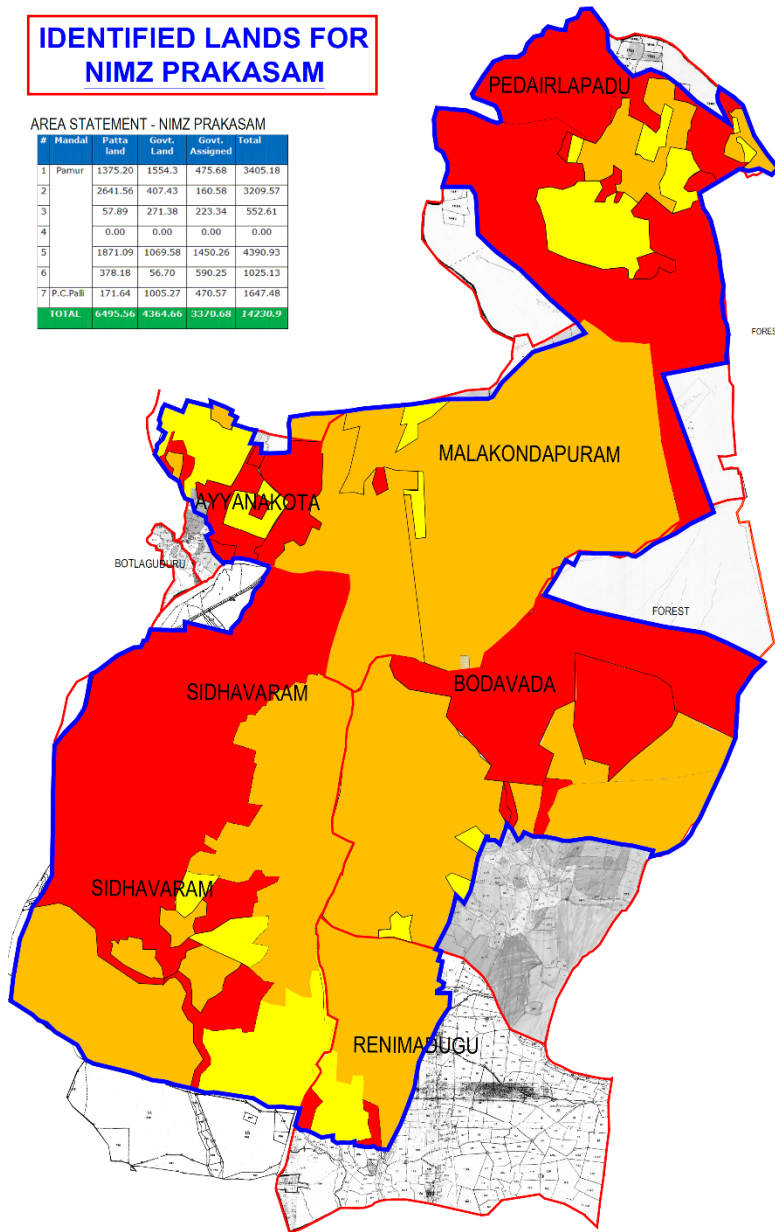 IDENTIFIED LANDS FOR
NIMZ PRAKASAM
AREA STATEMENT - NIMZ PRAKASAM
# Mandal Patta land Govt. Land Govt. Assigned Total
1 Pamur 1375.20 1554.3 475.68 3405.18
2 2641.56 407.43 160.58 3209.57
3 57.89 271.38 223.34 552.61
4 0.00 0.00 0.00 0.00
5 1871.09 1069.58 1450.26 4390.93
6 378.18 56.70 590.25 1025.13
7 P.C.Palli 171.64 1005.27 470.57 1647.48
TOTAL 6495.56 4364.66 3370.68 14230.9
PEDAIRLAPADU
FOREST
MALAKONDAPURAM
AYYANAKOTA
BOTLAGUDURU
FOREST
SIDHAVARAM
BODAVADA
SIDHAVARAM
RENIMADUGU